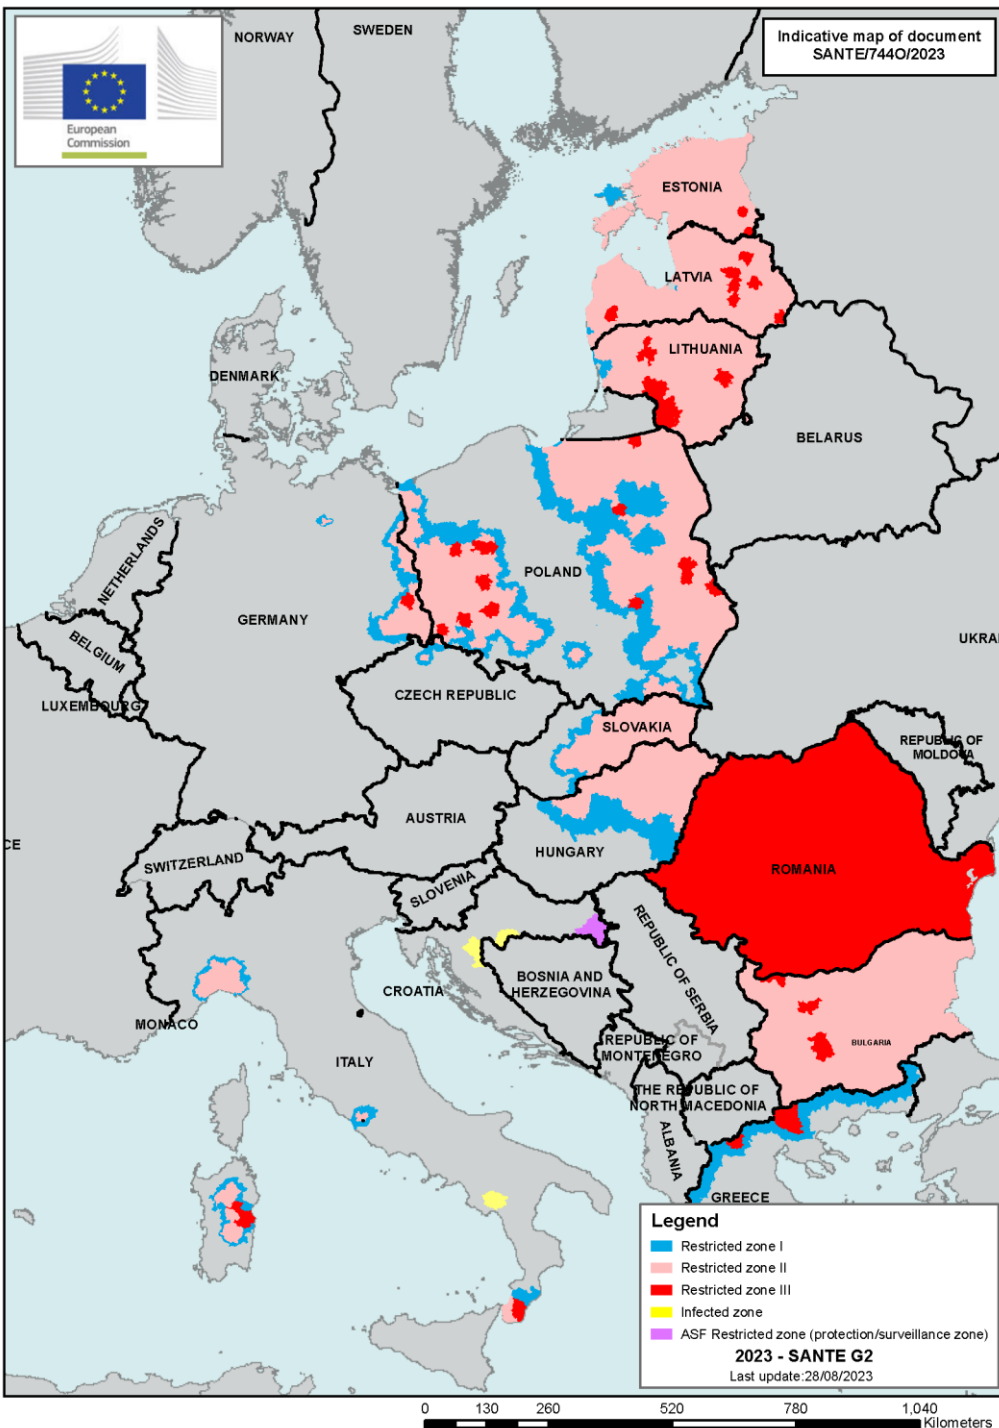 NORWAY
SWEDEN
Indicative map of document
SANTE/744O/2023
European
Commission
ESTONIA
LATVIA
LITHUANIA
DENMARK
BELARUS
NETHERLANDS
POLAND
GERMANY
BELGIUM
UKRAI
LUXEMBOURG
CZECH REPUBLIC
SLOVAKIA
REPUBLIC OF
MOLDOVA
AUSTRIA
CE
HUNGARY
SWITZERLAND
ROMANIA
SLOVENIA
REPUBLIC OF SERBIA
BOSNIA AND
HERZEGOVINA
CROATIA
MONACO
REPUBLIC OF
MONTENEGRO
BULGARIA
ITALY
THE REPUBLIC OF
NORTH MACEDONIA
ALBANIA
GREECE
Legend
Restricted zone I
Restricted zone II
Restricted zone III
Infected zone
ASF Restricted zone (protection/surveillance zone)
2023 - SANTE G2
Last update:28/08/2023
0 130 260 520 780 1,040
Kilometers